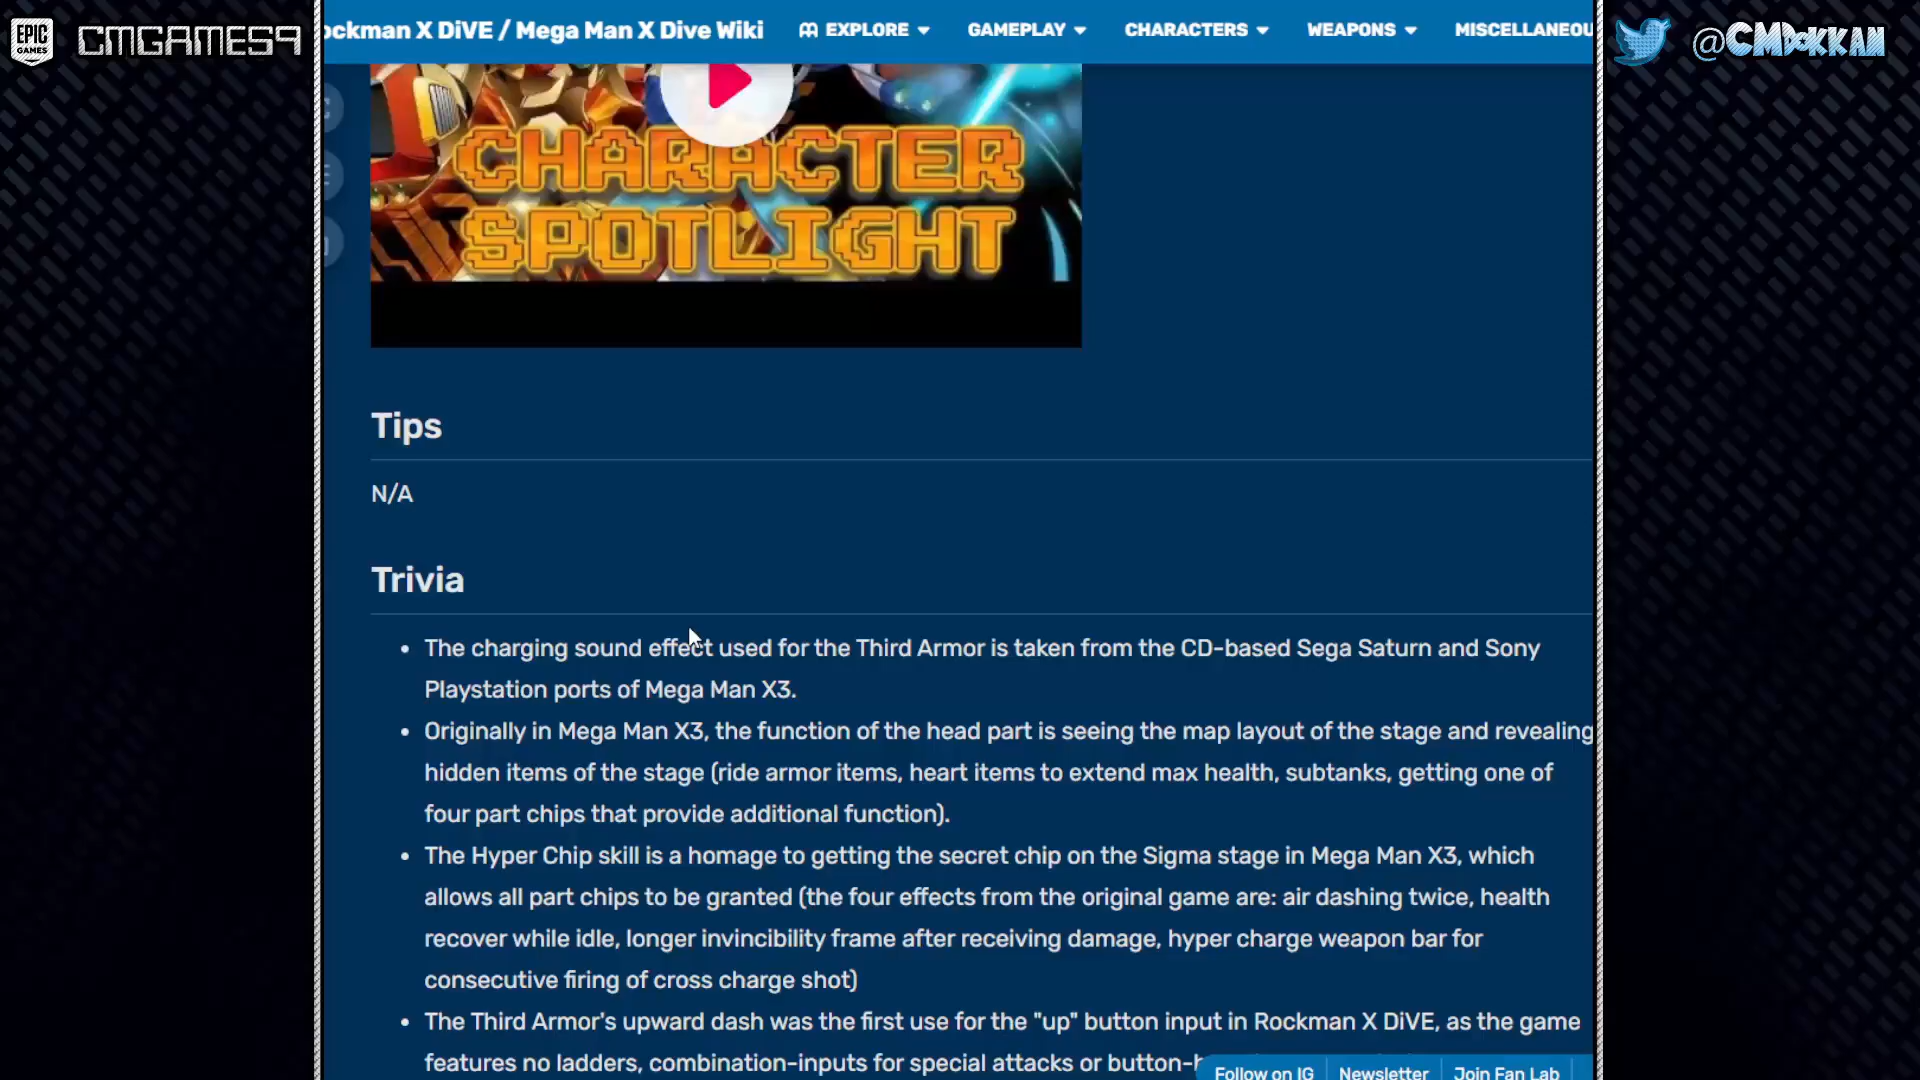 EPIC
GAMES
CMGAMES9
ockman X DiVE / Mega Man X Dive Wiki
EXPLORE
GAMEPLAY
CHARACTERS
WEAPONS
MISCELLANEOU
@CMDOKKAN
CHARACTER
SPOTLIGHT
Tips
N/A
Trivia
• The charging sound effect used for the Third Armor is taken from the CD-based Sega Saturn and Sony
Playstation ports of Mega Man X3.
• Originally in Mega Man X3, the function of the head part is seeing the map layout of the stage and revealing
hidden items of the stage (ride armor items, heart items to extend max health, subtanks, getting one of
four part chips that provide additional function).
• The Hyper Chip skill is a homage to getting the secret chip on the Sigma stage in Mega Man X3, which
allows all part chips to be granted (the four effects from the original game are: air dashing twice, health
recover while idle, longer invincibility frame after receiving damage, hyper charge weapon bar for
consecutive firing of cross charge shot)
• The Third Armor's upward dash was the first use for the "up" button input in Rockman X DiVE, as the game
features no ladders, combination-inputs for special attacks or button-
Follow on IG
Newsletter
Join Fan Lab